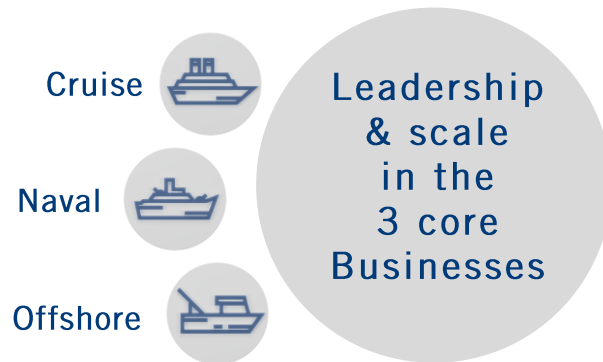 Cruise
Naval
Offshore
Leadership
& scale
in the
3 core
Businesses